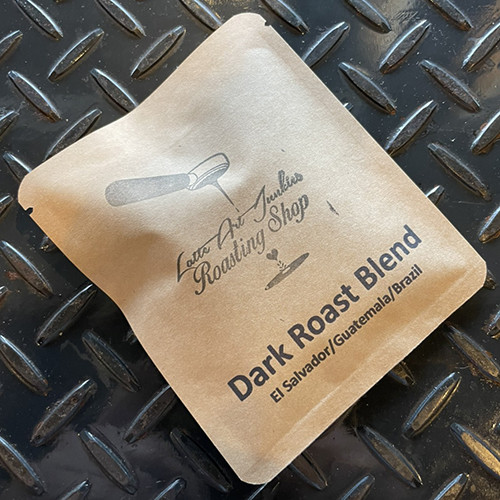 Latte Art Junkies
Roasting Shop
Dark Roast Blend
El Salvador/Guatemala/Brazil